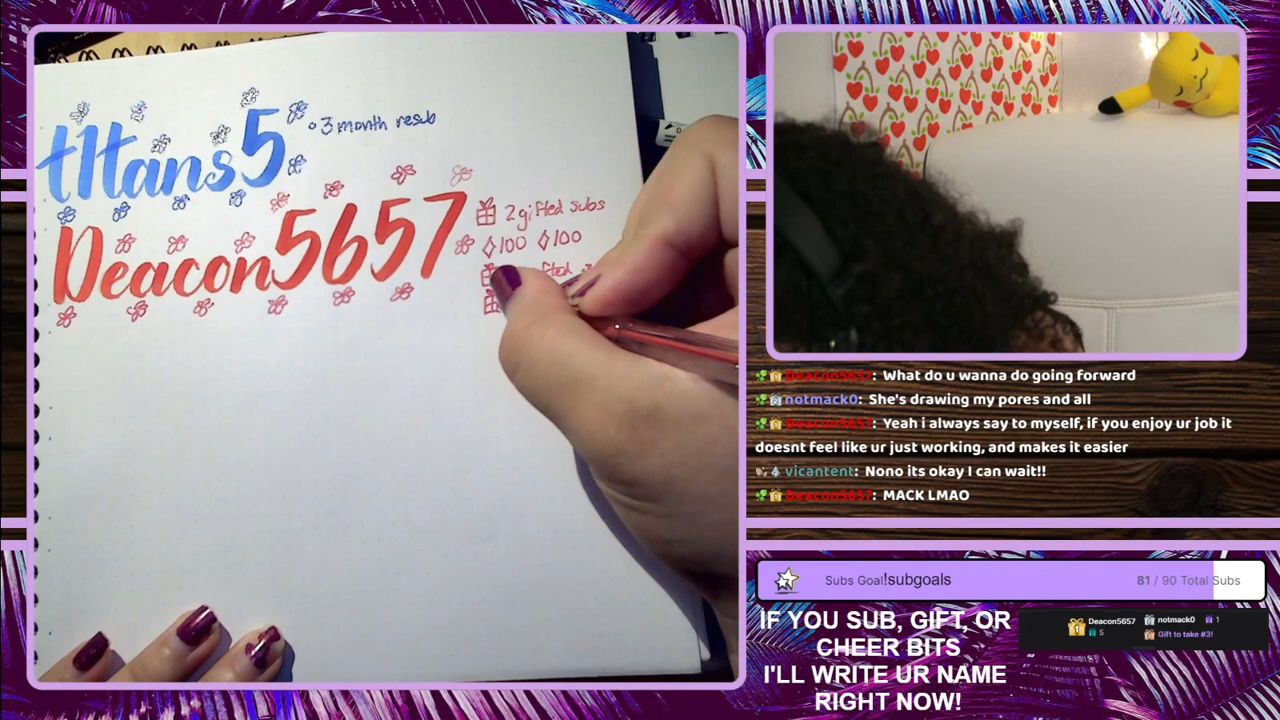 t1tans5
3 month resub
Deacon5657
2 gifted subs
100 100
Deacon5657: What do u wanna do going forward
notmack0: She's drawing my pores and all
Deacon5657: Yeah i always say to myself, if you enjoy ur job it
doesnt feel like ur just working, and makes it easier
vicantent: Nono its okay I can wait!!
Deacon5657: MACK LMAO
Subs Goal!subgoals
81 / 90 Total Subs
IF YOU SUB, GIFT, OR
CHEER BITS
I'LL WRITE UR NAME
RIGHT NOW!
1 Deacon5657
5
notmack0 1
Gift to take #3!